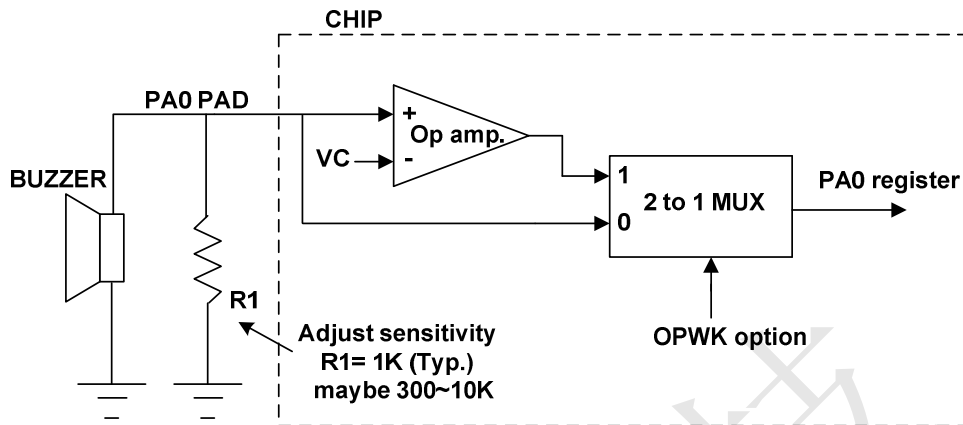 CHIP
PA0 PAD
+
Op amp.
VC
-
BUZZER
1
2 to 1 MUX
0
PA0 register
R1
Adjust sensitivity
R1= 1K (Typ.)
maybe 300~10K
OPWK option